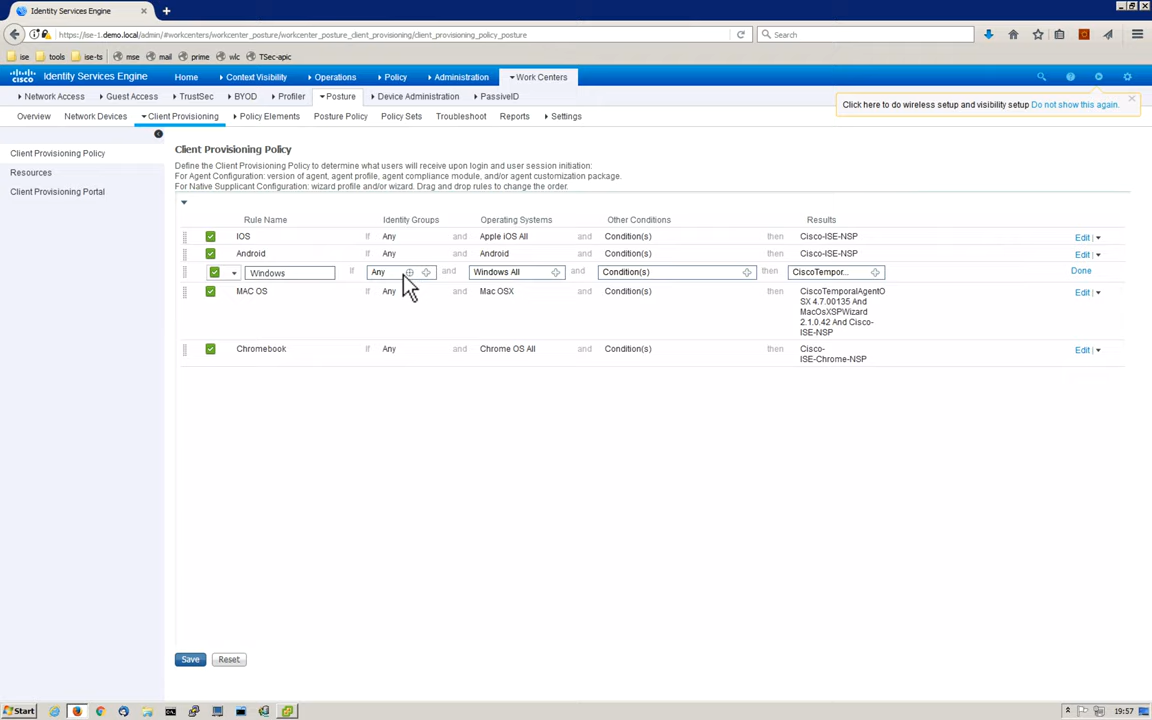 Identity Services Engine
https://ise-1.demo.local/admin/#workcenters/workcenter_posture/workcenter_posture_client_provisioning/client_provisioning_policy_posture
Search
ise tools ise-ts mse mail prime wlc TSec-apic
cisco Identity Services Engine Home Context Visibility Operations Policy Administration Work Centers
Network Access Guest Access TrustSec BYOD Profiler Posture Device Administration PassiveID
Click here to do wireless setup and visibility setup Do not show this again.
Overview Network Devices Client Provisioning Policy Elements Posture Policy Policy Sets Troubleshoot Reports Settings
Client Provisioning Policy
Resources
Client Provisioning Portal
Client Provisioning Policy
Define the Client Provisioning Policy to determine what users will receive upon login and user session initiation:
For Agent Configuration: version of agent, agent profile, agent compliance module, and/or agent customization package.
For Native Supplicant Configuration: wizard profile and/or wizard. Drag and drop rules to change the order.
Rule Name Identity Groups Operating Systems Other Conditions Results
IOS If Any and Apple iOS All and Condition(s) then Cisco-ISE-NSP Edit
Android If Any and Android and Condition(s) then Cisco-ISE-NSP Edit
Windows If Any and Windows All and Condition(s) then CiscoTempor... Done
MAC OS If Any and Mac OSX and Condition(s) then CiscoTemporalAgentO Edit
SX 4.7.00135 And
MacOsXSPWizard
2.1.0.42 And Cisco-
ISE-NSP
Chromebook If Any and Chrome OS All and Condition(s) then Cisco- Edit
ISE-Chrome-NSP
Save Reset
Start 19:57